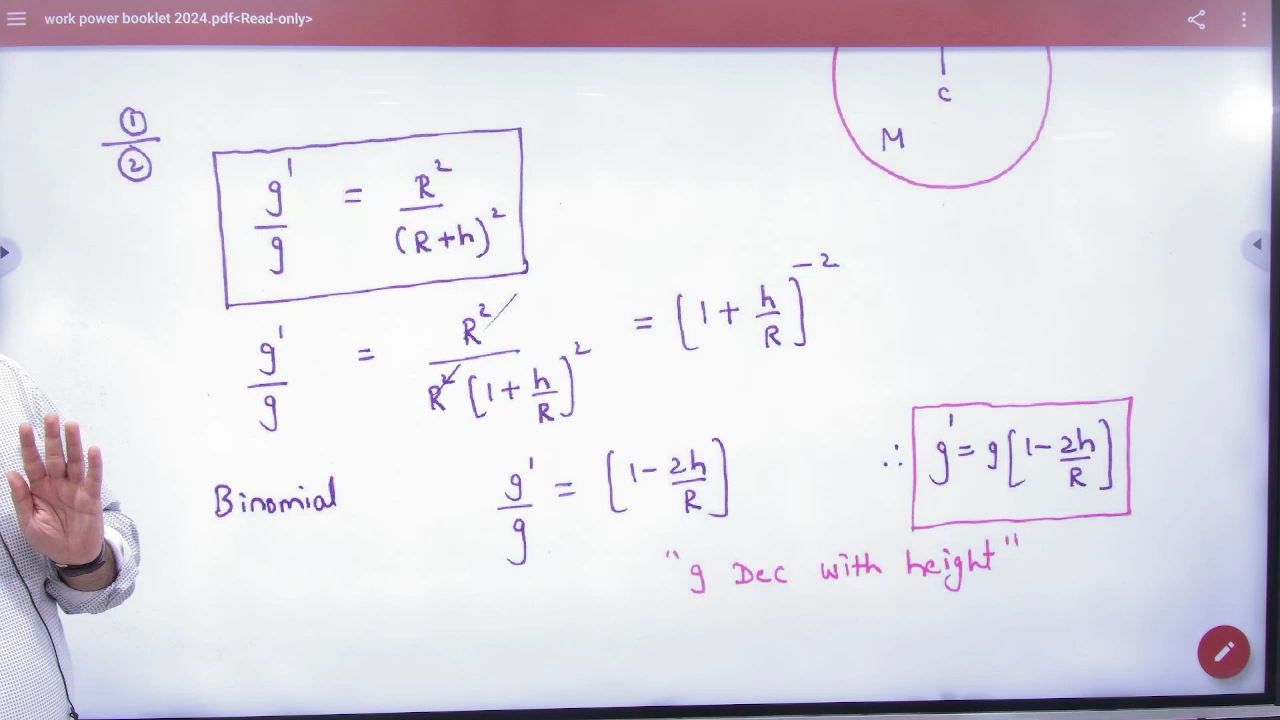 work power booklet 2024.pdf<Read-only>
C
M
①/②
g'/g = R²/(R+h)²
g'/g = R²/R²[1+h/R]² = [1+h/R]⁻²
Binomial g'/g = [1-2h/R] ∴ g' = g[1-2h/R]
"g Dec with height"